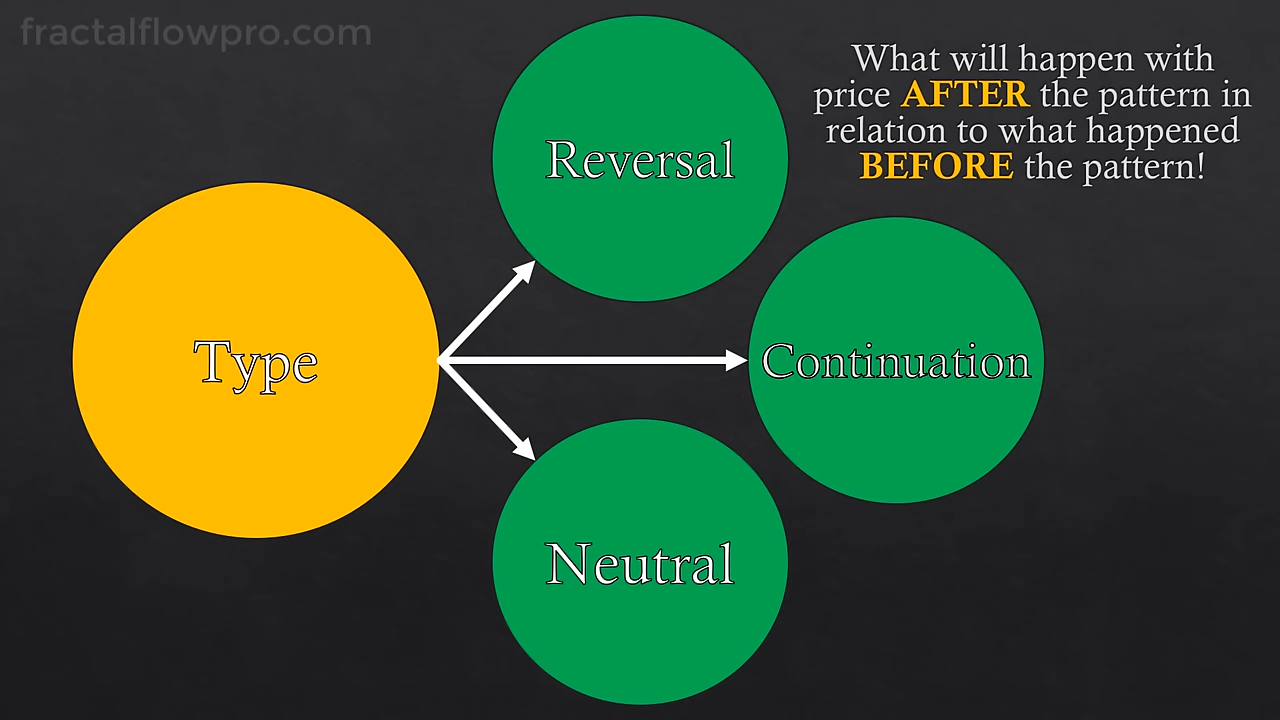 fractalflowpro.com
What will happen with
price AFTER the pattern in
relation to what happened
BEFORE the pattern!
Reversal
Type
Continuation
Neutral